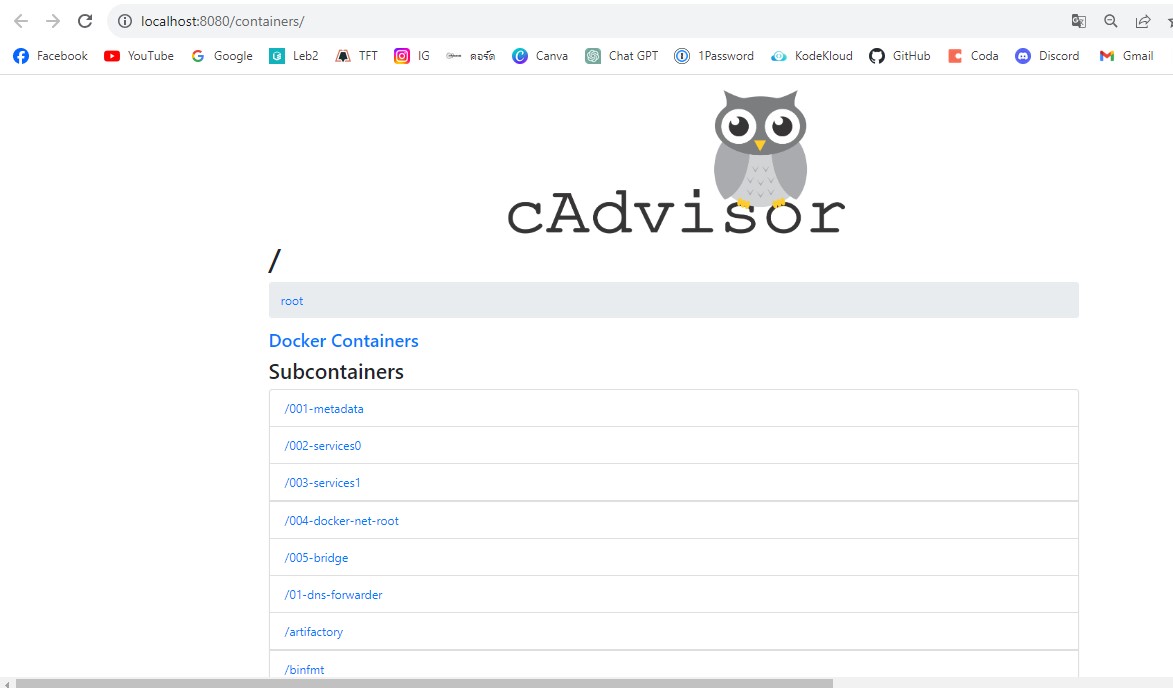 localhost:8080/containers/
Facebook YouTube Google Leb2 TFT IG คอร์ด Canva Chat GPT 1Password KodeKloud GitHub Coda Discord Gmail
cAdvisor
/
root
Docker Containers
Subcontainers
/001-metadata
/002-services0
/003-services1
/004-docker-net-root
/005-bridge
/01-dns-forwarder
/artifactory
/binfmt